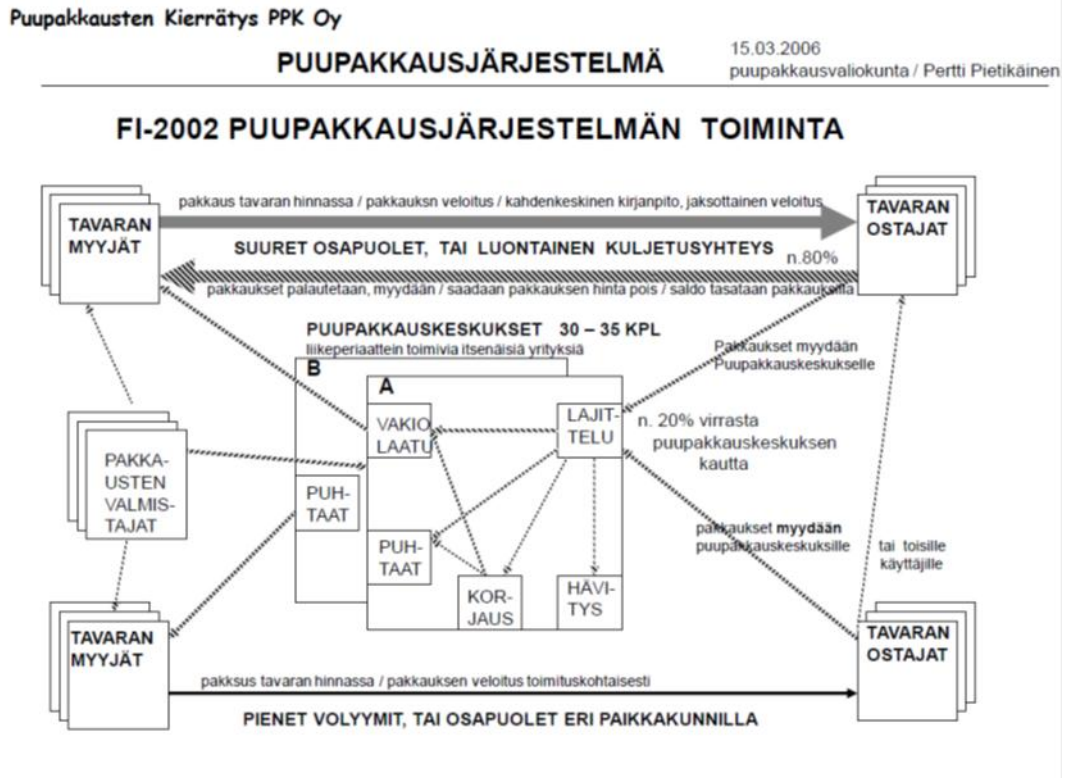 Puupakkausten Kierrätys PPK Oy
PUUPAKKAUSJÄRJESTELMÄ
15.03.2006
puupakkausvaliokunta / Pertti Pietikäinen
FI-2002 PUUPAKKAUSJÄRJESTELMÄN TOIMINTA
TAVARAN
MYYJÄT
pakkaus tavaran hinnassa / pakkauksn veloitus / kahdenkeskinen kirjanpito, jaksottainen veloitus
TAVARAN
OSTAJAT
SUURET OSAPUOLET, TAI LUONTAINEN KULJETUSYHTEYS
n.80%
pakkaukset palautetaan, myydään / saadaan pakkauksen hinta pois / saldo tasataan pakkauksilla
PUUPAKKAUSKESKUKSET 30 – 35 KPL
liikeperiaattein toimivia itsenäisiä yrityksiä
Pakkaukset myydään
Puupakkauskeskukselle
B
A
VAKIO
LAATU
LAJIT-
TELU
n. 20% virrasta
puupakkauskeskuksen
kautta
PAKKA-
USTEN
VALMIS-
TAJAT
PUH-
TAAT
PUH-
TAAT
KOR-
JAUS
HÄVI-
TYS
pakkaukset myydään
puupakkauskeskuksille
tai toisille
käyttäjille
TAVARAN
MYYJÄT
TAVARAN
OSTAJAT
pakksus tavaran hinnassa / pakkauksen veloitus toimituskohtaisesti
PIENET VOLYYMIT, TAI OSAPUOLET ERI PAIKKAKUNNILLA